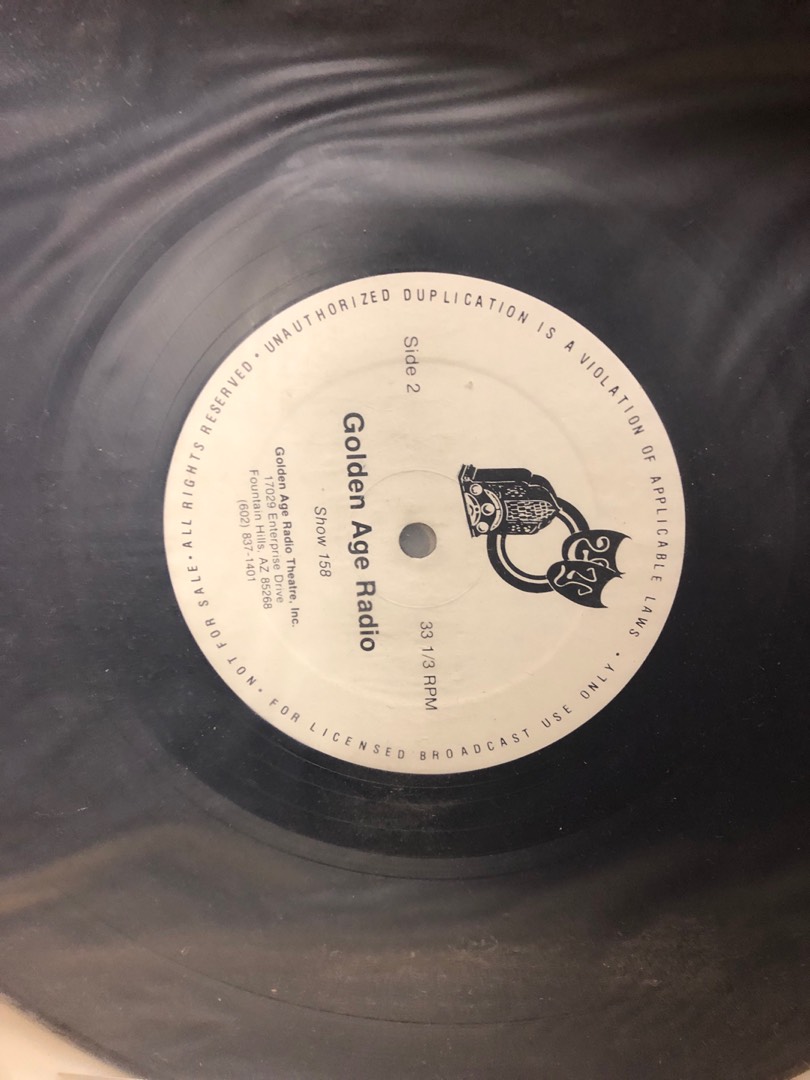 UNAUTHORIZED DUPLICATION IS A VIOLATION OF APPLICABLE LAWS • FOR LICENSED BROADCAST USE ONLY • NOT FOR SALE • ALL RIGHTS RESERVED •
Side 2
33 1/3 RPM
Golden Age Radio
Show 158
Golden Age Radio Theatre, Inc.
17029 Enterprise Drive
Fountain Hills, AZ 85268
(602) 837-1401